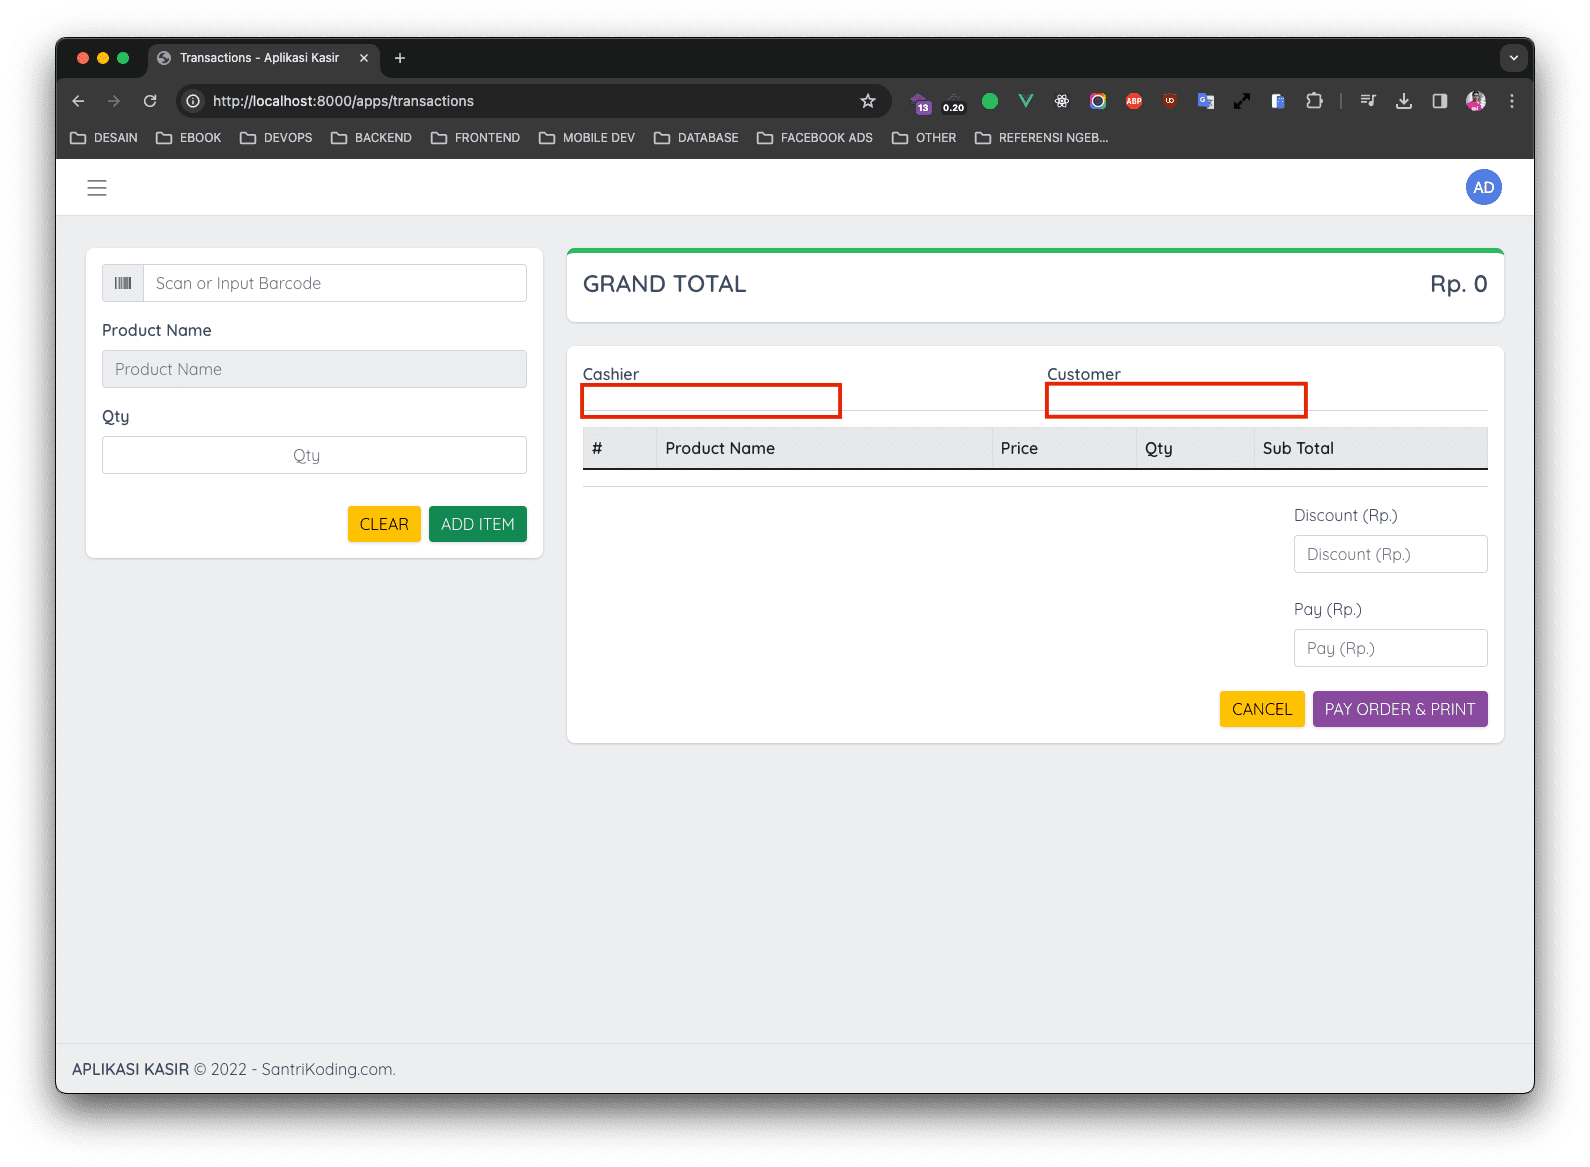 Transactions - Aplikasi Kasir
http://localhost:8000/apps/transactions
13
0.20
ABP
DESAIN
EBOOK
DEVOPS
BACKEND
FRONTEND
MOBILE DEV
DATABASE
FACEBOOK ADS
OTHER
REFERENSI NGEB...
AD
Scan or Input Barcode
Product Name
Product Name
Qty
Qty
CLEAR
ADD ITEM
GRAND TOTAL
Rp. 0
Cashier
Customer
# Product Name Price Qty Sub Total
Discount (Rp.)
Discount (Rp.)
Pay (Rp.)
Pay (Rp.)
CANCEL
PAY ORDER & PRINT
APLIKASI KASIR © 2022 - SantriKoding.com.